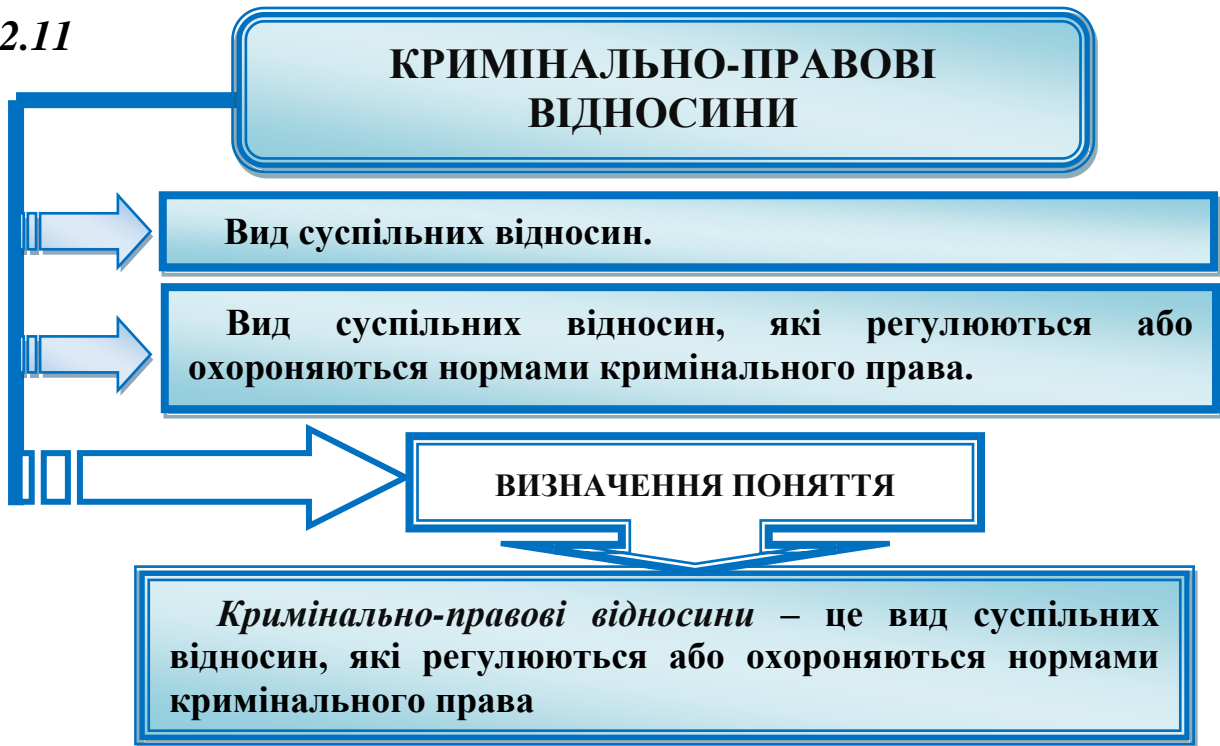 2.11
КРИМІНАЛЬНО-ПРАВОВІ
ВІДНОСИНИ
Вид суспільних відносин.
Вид суспільних відносин, які регулюються або
охороняються нормами кримінального права.
ВИЗНАЧЕННЯ ПОНЯТТЯ
Кримінально-правові відносини – це вид суспільних
відносин, які регулюються або охороняються нормами
кримінального права